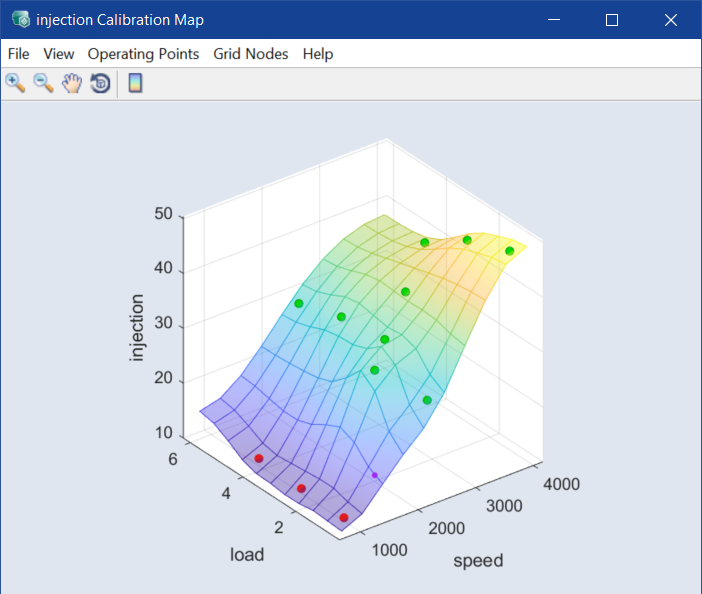 injection Calibration Map
File View Operating Points Grid Nodes Help
50
40
30
20
10
injection
6
4
2
load
1000
2000
3000
4000
speed